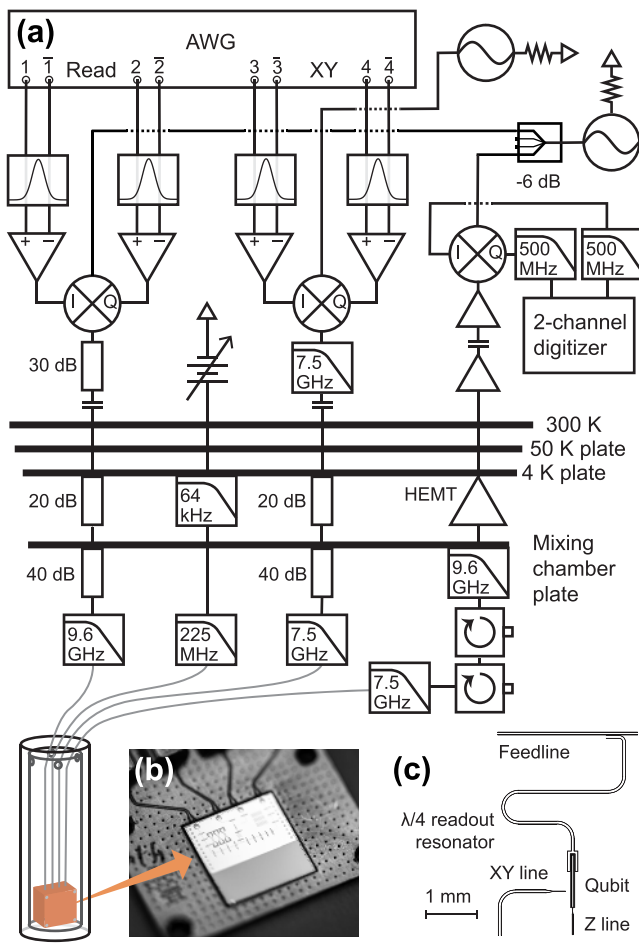 (a)
AWG
1 1̅ Read 2 2̅ 3 3̅ XY 4 4̅
-6 dB
+ − + − + − + −
I Q I Q I Q
500 MHz
500 MHz
2-channel
digitizer
30 dB
7.5
GHz
300 K
50 K plate
4 K plate
20 dB
64
kHz
20 dB
HEMT
Mixing
chamber
plate
40 dB
40 dB
9.6
GHz
9.6
GHz
225
MHz
7.5
GHz
7.5
GHz
(b)
(c)
Feedline
λ/4 readout
resonator
XY line
Qubit
1 mm
Z line